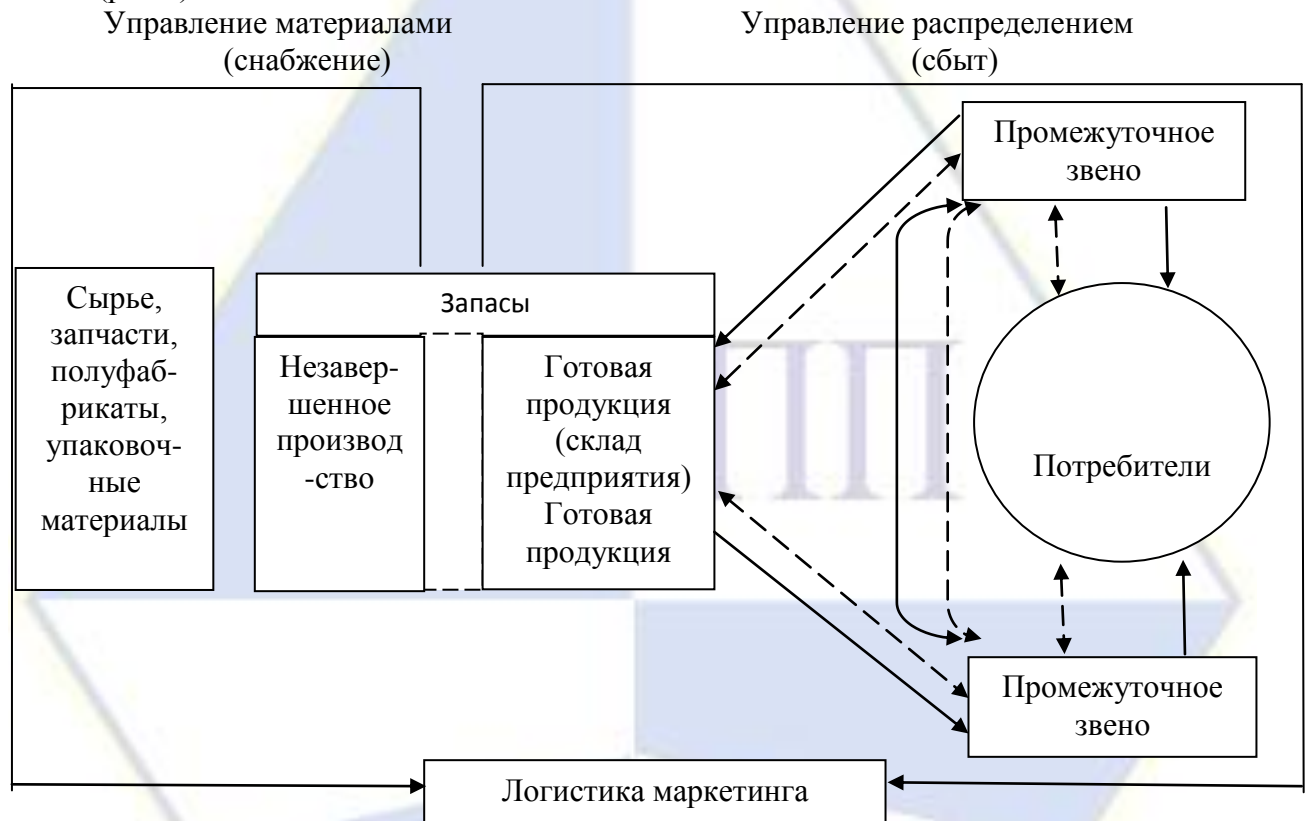 Управление материалами
(снабжение)
Управление распределением
(сбыт)
Промежуточное
звено
Сырье,
запчасти,
полуфаб-
рикаты,
упаковоч-
ные
материалы
Запасы
Незавер-
шенное
производ
-ство
Готовая
продукция
(склад
предприятия)
Готовая
продукция
ПП
Потребители
Промежуточное
звено
Логистика маркетинга